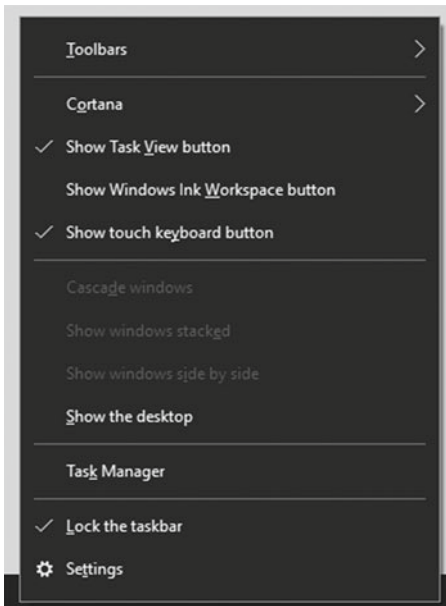 Toolbars
Cortana
Show Task View button
Show Windows Ink Workspace button
Show touch keyboard button
Cascade windows
Show windows stacked
Show windows side by side
Show the desktop
Task Manager
Lock the taskbar
Settings